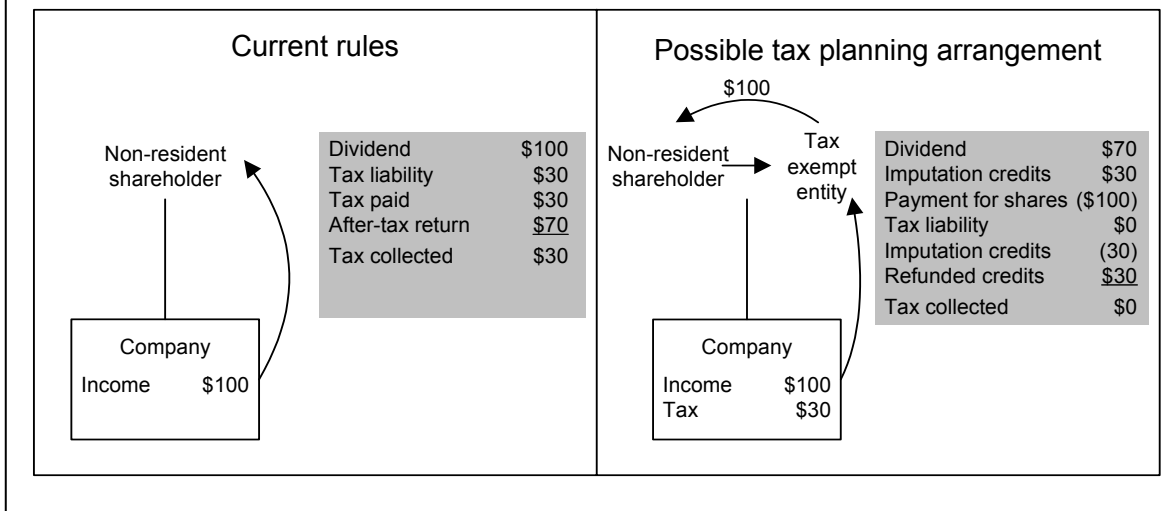 Current rules
Non-resident
shareholder
Dividend $100
Tax liability $30
Tax paid $30
After-tax return $70
Tax collected $30
Company
Income $100
Possible tax planning arrangement
$100
Non-resident
shareholder
Tax
exempt
entity
Dividend $70
Imputation credits $30
Payment for shares ($100)
Tax liability $0
Imputation credits (30)
Refunded credits $30
Tax collected $0
Company
Income $100
Tax $30